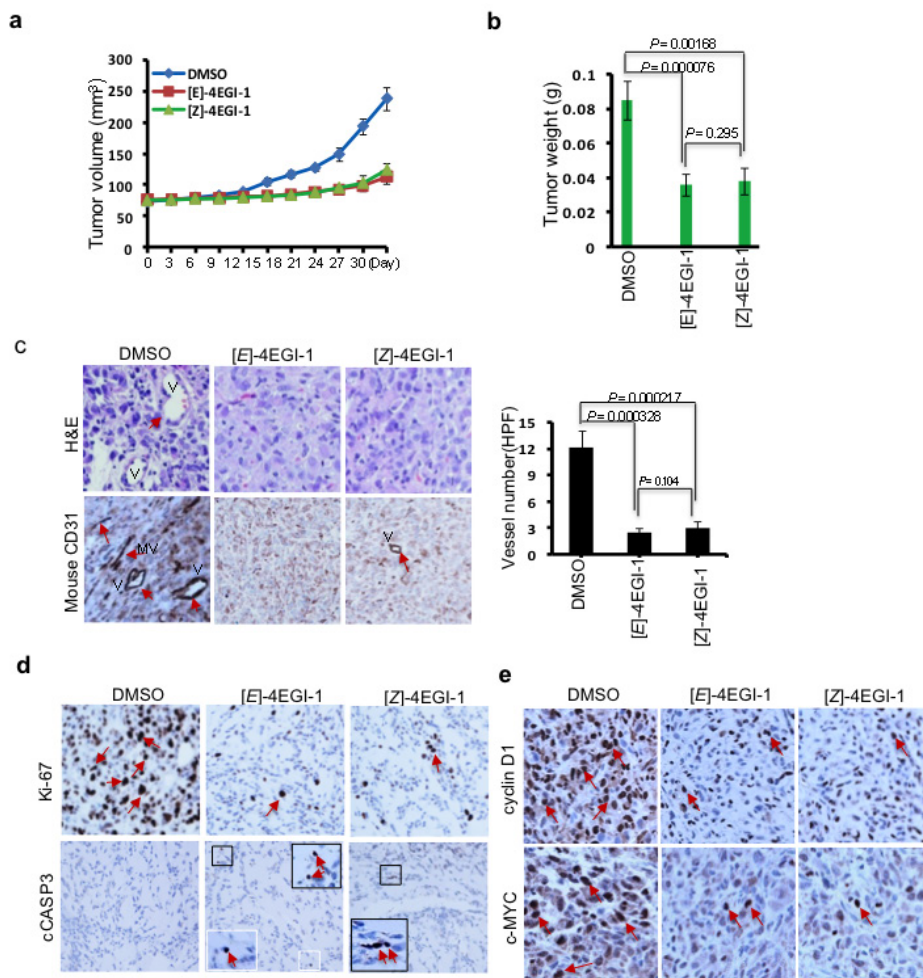 a
Tumor volume (mm³)
300
250
200
150
100
50
0
DMSO
[E]-4EGI-1
[Z]-4EGI-1
0 3 6 9 12 15 18 21 24 27 30 (Day)
b
Tumor weight (g)
0.1
0.08
0.06
0.04
0.02
0
P = 0.00168
P = 0.000076
P = 0.295
DMSO
[E]-4EGI-1
[Z]-4EGI-1
c
DMSO [E]-4EGI-1 [Z]-4EGI-1
H&E
V
V
Mouse CD31
MV
V
V
V
Vessel number(HPF)
15
12
9
6
3
0
P = 0.000217
P = 0.000328
P = 0.104
DMSO
[E]-4EGI-1
[Z]-4EGI-1
d
DMSO [E]-4EGI-1 [Z]-4EGI-1
Ki-67
cCASP3
e
DMSO [E]-4EGI-1 [Z]-4EGI-1
cyclin D1
c-MYC